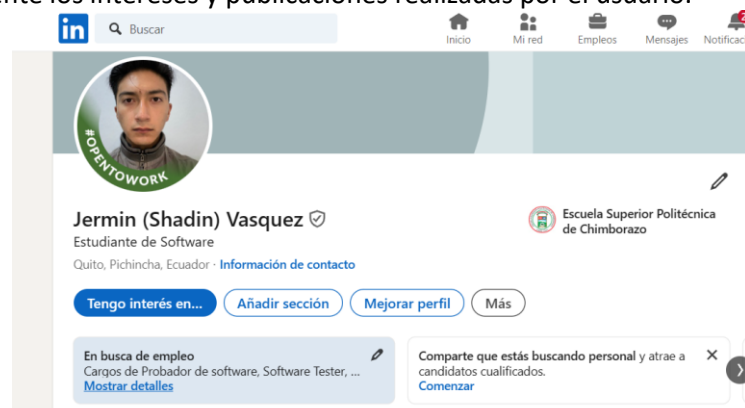 ente los intereses y publicaciones realizadas por el usuario.
in
Buscar
Inicio
Mi red
Empleos
Mensajes
Notificac
#OPENTOWORK
Jermin (Shadin) Vasquez
Estudiante de Software
Quito, Pichincha, Ecuador · Información de contacto
Escuela Superior Politécnica
de Chimborazo
Tengo interés en...
Añadir sección
Mejorar perfil
Más
En busca de empleo
Cargos de Probador de software, Software Tester, ...
Mostrar detalles
Comparte que estás buscando personal y atrae a
candidatos cualificados.
Comenzar